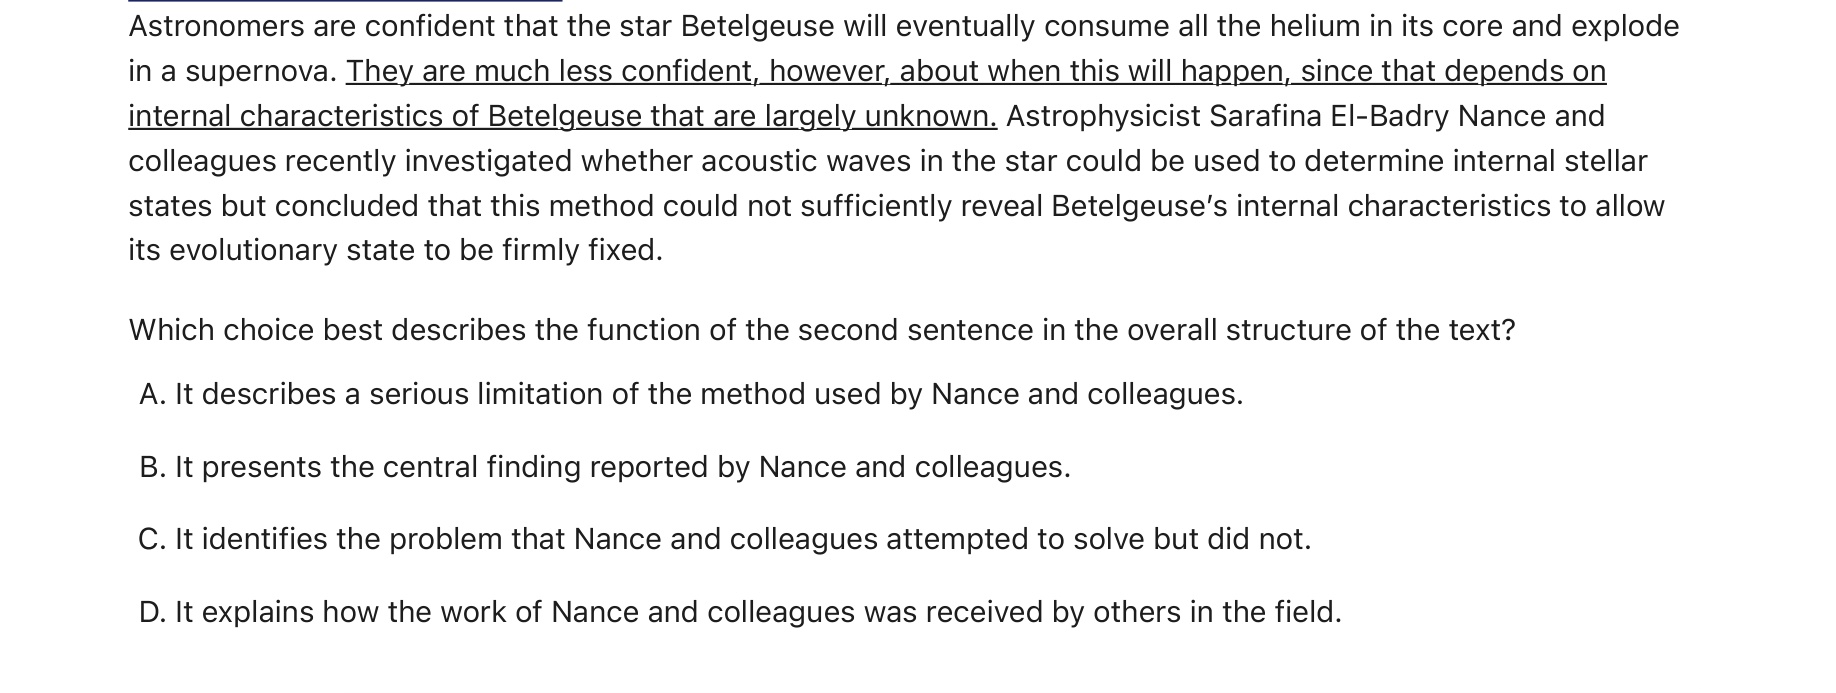 Astronomers are confident that the star Betelgeuse will eventually consume all the helium in its core and explode
in a supernova. They are much less confident, however, about when this will happen, since that depends on
internal characteristics of Betelgeuse that are largely unknown. Astrophysicist Sarafina El-Badry Nance and
colleagues recently investigated whether acoustic waves in the star could be used to determine internal stellar
states but concluded that this method could not sufficiently reveal Betelgeuse’s internal characteristics to allow
its evolutionary state to be firmly fixed.
Which choice best describes the function of the second sentence in the overall structure of the text?
A. It describes a serious limitation of the method used by Nance and colleagues.
B. It presents the central finding reported by Nance and colleagues.
C. It identifies the problem that Nance and colleagues attempted to solve but did not.
D. It explains how the work of Nance and colleagues was received by others in the field.